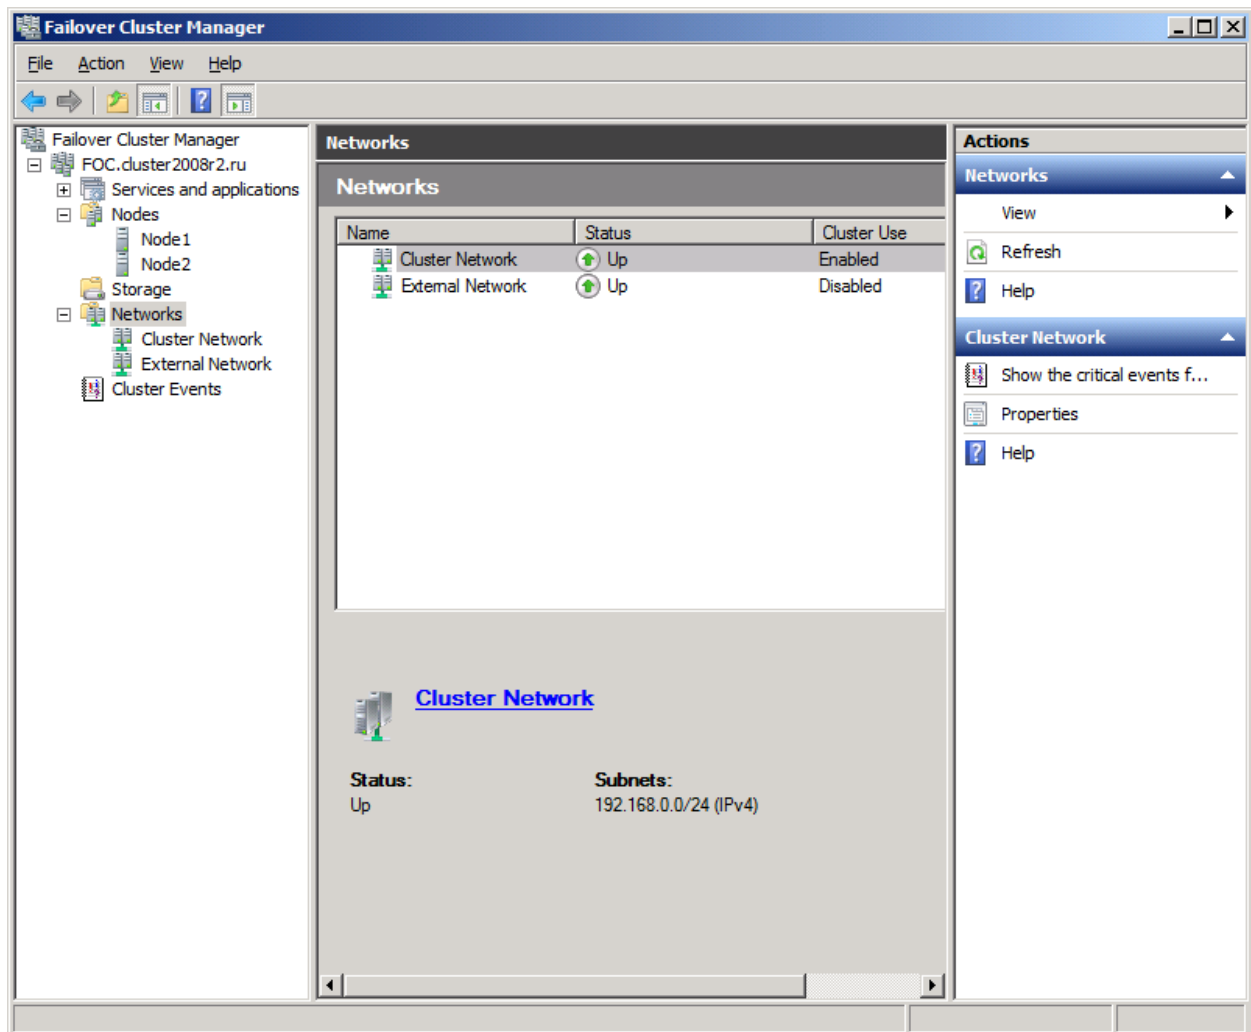 Failover Cluster Manager
File Action View Help
Failover Cluster Manager
FOC.cluster2008r2.ru
Services and applications
Nodes
Node1
Node2
Storage
Networks
Cluster Network
External Network
Cluster Events
Networks
Networks
Name Status Cluster Use
Cluster Network Up Enabled
External Network Up Disabled
Cluster Network
Status: Subnets:
Up 192.168.0.0/24 (IPv4)
Actions
Networks
View
Refresh
Help
Cluster Network
Show the critical events f...
Properties
Help